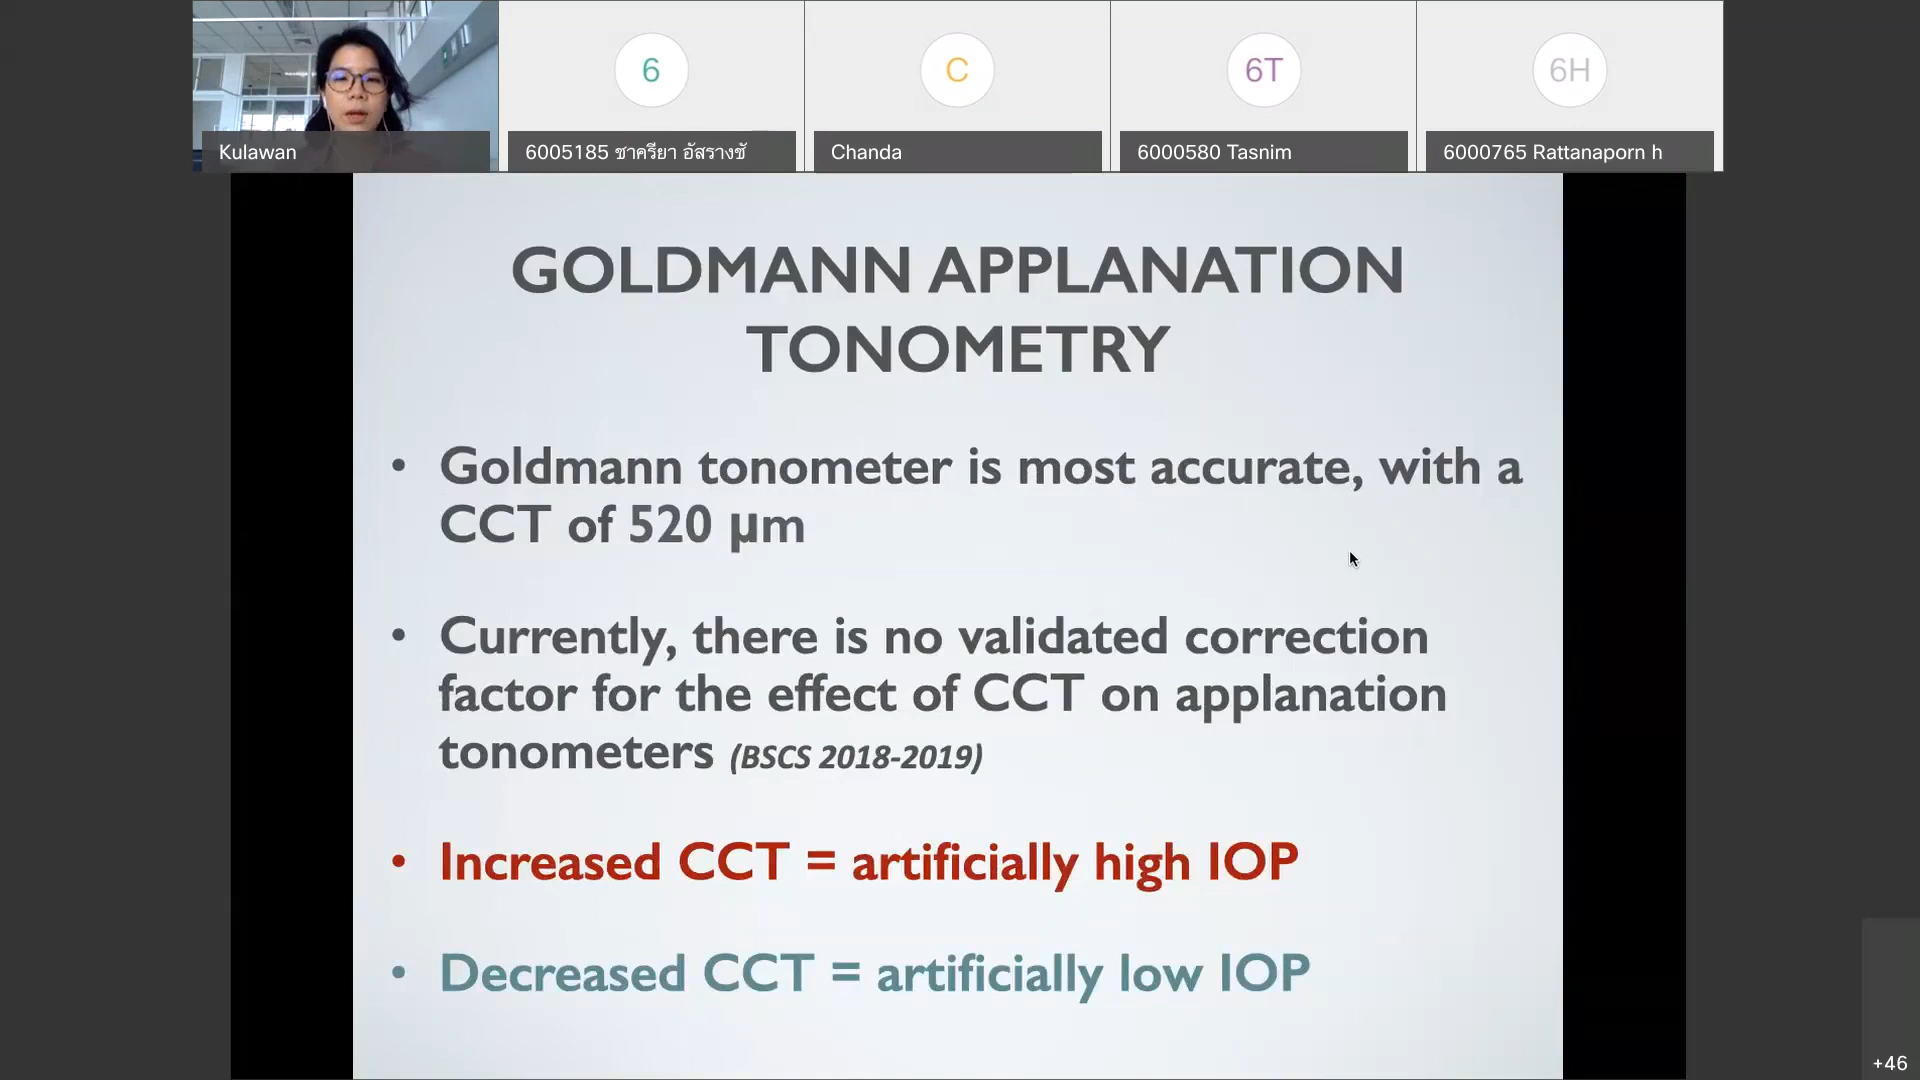 6
C
6T
6H
Kulawan
6005185 ซาครียา อัสรางชั
Chanda
6000580 Tasnim
6000765 Rattanaporn h
GOLDMANN APPLANATION
TONOMETRY
• Goldmann tonometer is most accurate, with a
CCT of 520 µm
• Currently, there is no validated correction
factor for the effect of CCT on applanation
tonometers (BSCS 2018-2019)
• Increased CCT = artificially high IOP
• Decreased CCT = artificially low IOP
+46